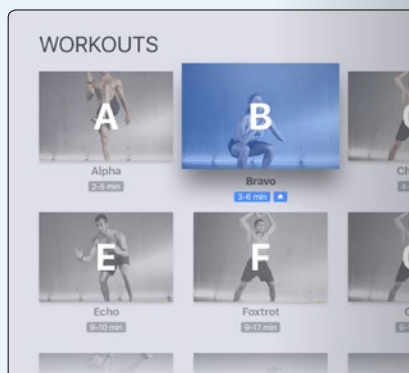 WORKOUTS
A B
Alpha Bravo
2-5 min 3-6 min
E F
Echo Foxtrot
9-10 min 9-17 min